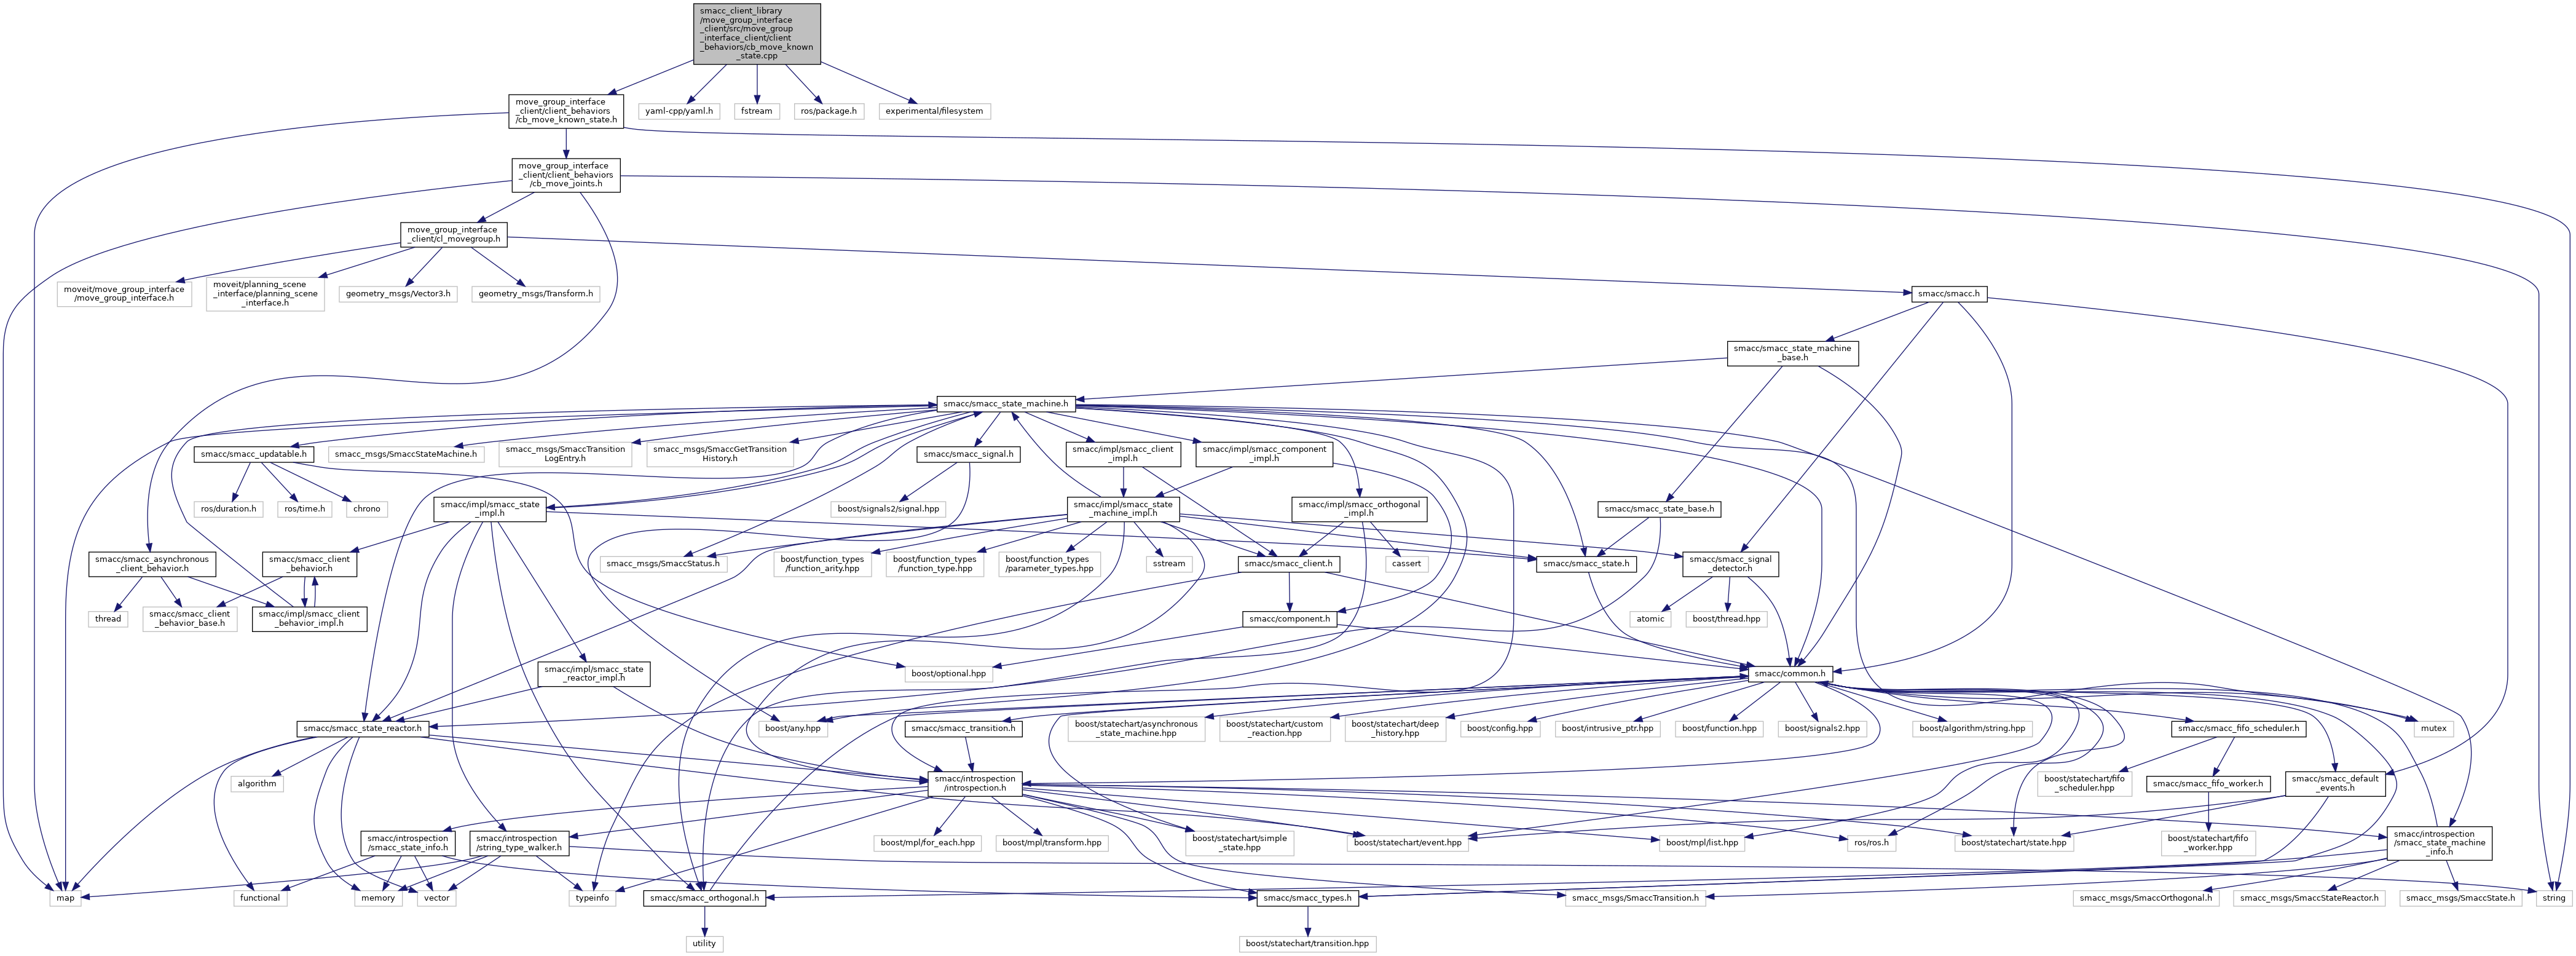 smacc_client_library
/move_group_interface
_client/src/move_group
_interface_client/client
_behaviors/cb_move_known
_state.cpp
move_group_interface
_client/client_behaviors
/cb_move_known_state.h
yaml-cpp/yaml.h
fstream
ros/package.h
experimental/filesystem
move_group_interface
_client/client_behaviors
/cb_move_joints.h
move_group_interface
_client/cl_movegroup.h
moveit/move_group_interface
/move_group_interface.h
moveit/planning_scene
_interface/planning_scene
_interface.h
geometry_msgs/Vector3.h
geometry_msgs/Transform.h
smacc/smacc.h
smacc/smacc_state_machine
_base.h
smacc/smacc_state_machine.h
smacc/smacc_updatable.h
smacc_msgs/SmaccStateMachine.h
smacc_msgs/SmaccTransition
LogEntry.h
smacc_msgs/SmaccGetTransition
History.h
smacc/smacc_signal.h
smacc/impl/smacc_client
_impl.h
smacc/impl/smacc_component
_impl.h
ros/duration.h
ros/time.h
chrono
smacc/impl/smacc_state
_impl.h
boost/signals2/signal.hpp
smacc/impl/smacc_state
_machine_impl.h
smacc/impl/smacc_orthogonal
_impl.h
smacc/smacc_state_base.h
smacc/smacc_asynchronous
_client_behavior.h
smacc/smacc_client
_behavior.h
smacc_msgs/SmaccStatus.h
boost/function_types
/function_arity.hpp
boost/function_types
/function_type.hpp
boost/function_types
/parameter_types.hpp
sstream
smacc/smacc_client.h
cassert
smacc/smacc_state.h
smacc/smacc_signal
_detector.h
thread
smacc/smacc_client
_behavior_base.h
smacc/impl/smacc_client
_behavior_impl.h
smacc/component.h
atomic
boost/thread.hpp
smacc/impl/smacc_state
_reactor_impl.h
boost/optional.hpp
smacc/common.h
smacc/smacc_state_reactor.h
boost/any.hpp
smacc/smacc_transition.h
boost/statechart/asynchronous
_state_machine.hpp
boost/statechart/custom
_reaction.hpp
boost/statechart/deep
_history.hpp
boost/config.hpp
boost/intrusive_ptr.hpp
boost/function.hpp
boost/signals2.hpp
boost/algorithm/string.hpp
smacc/smacc_fifo_scheduler.h
mutex
algorithm
smacc/introspection
/introspection.h
boost/statechart/fifo
_scheduler.hpp
smacc/smacc_fifo_worker.h
smacc/smacc_default
_events.h
smacc/introspection
/smacc_state_info.h
smacc/introspection
/string_type_walker.h
boost/mpl/for_each.hpp
boost/mpl/transform.hpp
boost/statechart/simple
_state.hpp
boost/statechart/event.hpp
boost/mpl/list.hpp
ros/ros.h
boost/statechart/state.hpp
boost/statechart/fifo
_worker.hpp
smacc/introspection
/smacc_state_machine
_info.h
map
functional
memory
vector
typeinfo
smacc/smacc_orthogonal.h
smacc/smacc_types.h
smacc_msgs/SmaccTransition.h
smacc_msgs/SmaccOrthogonal.h
smacc_msgs/SmaccStateReactor.h
smacc_msgs/SmaccState.h
string
utility
boost/statechart/transition.hpp